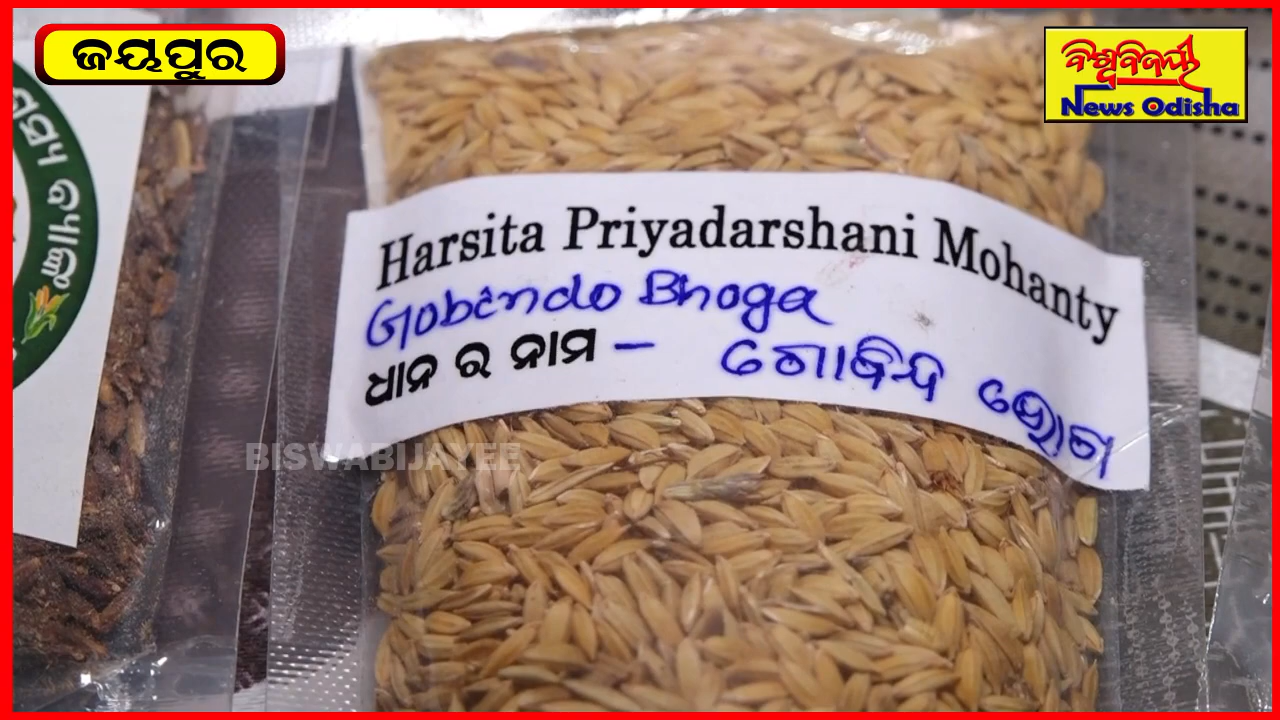 ଜୟପୁର
ବିଶ୍ୱବିଜୟୀ
News Odisha
Harsita Priyadarshani Mohanty
Gobindo Bhoga
ଧାନ ର ନାମ – ଗୋବିନ୍ଦ ଭୋଗ
BISWABIJAYEE